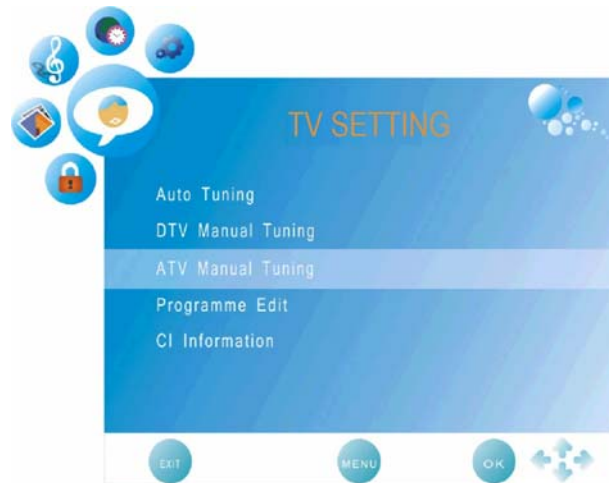 TV SETTING
Auto Tuning
DTV Manual Tuning
ATV Manual Tuning
Programme Edit
CI Information
EXIT
MENU
OK